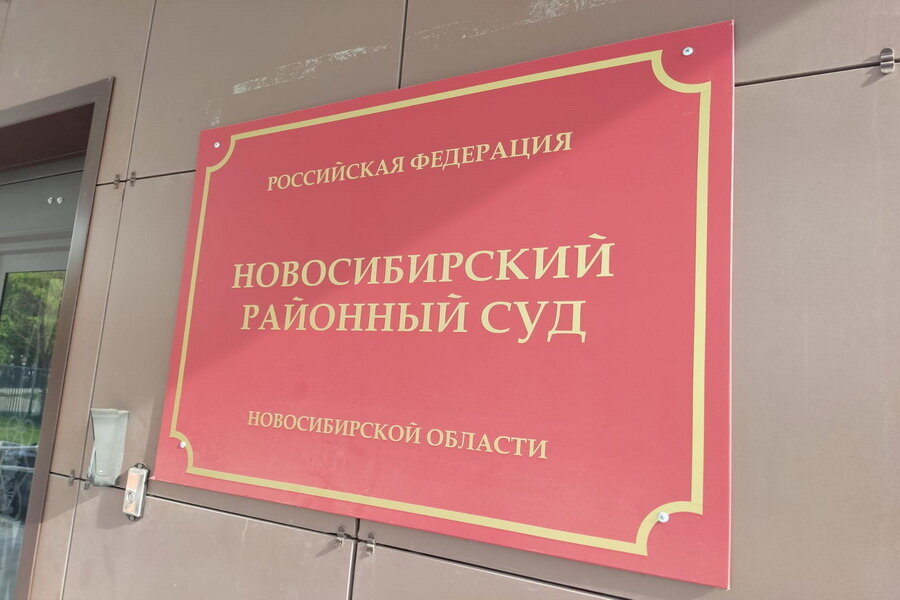 РОССИЙСКАЯ ФЕДЕРАЦИЯ
НОВОСИБИРСКИЙ
РАЙОННЫЙ СУД
НОВОСИБИРСКОЙ ОБЛАСТИ